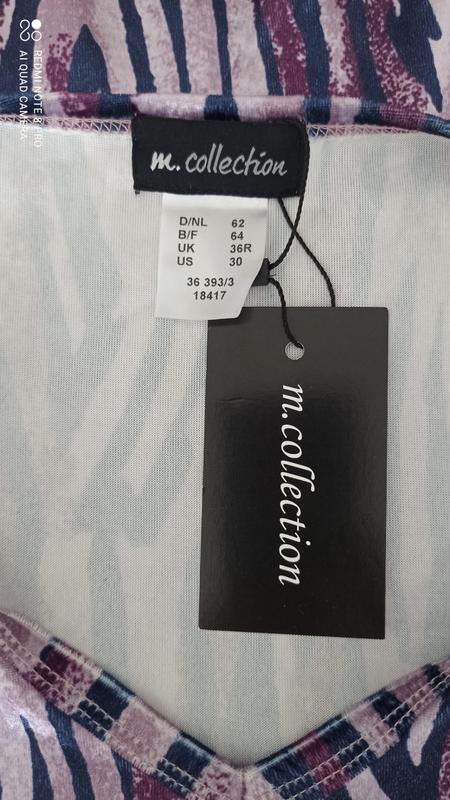 REDMI NOTE 8 PRO
AI QUAD CAMERA
m. collection
D/NL 62
B/F 64
UK 36R
US 30
36 393/3
18417
m.collection